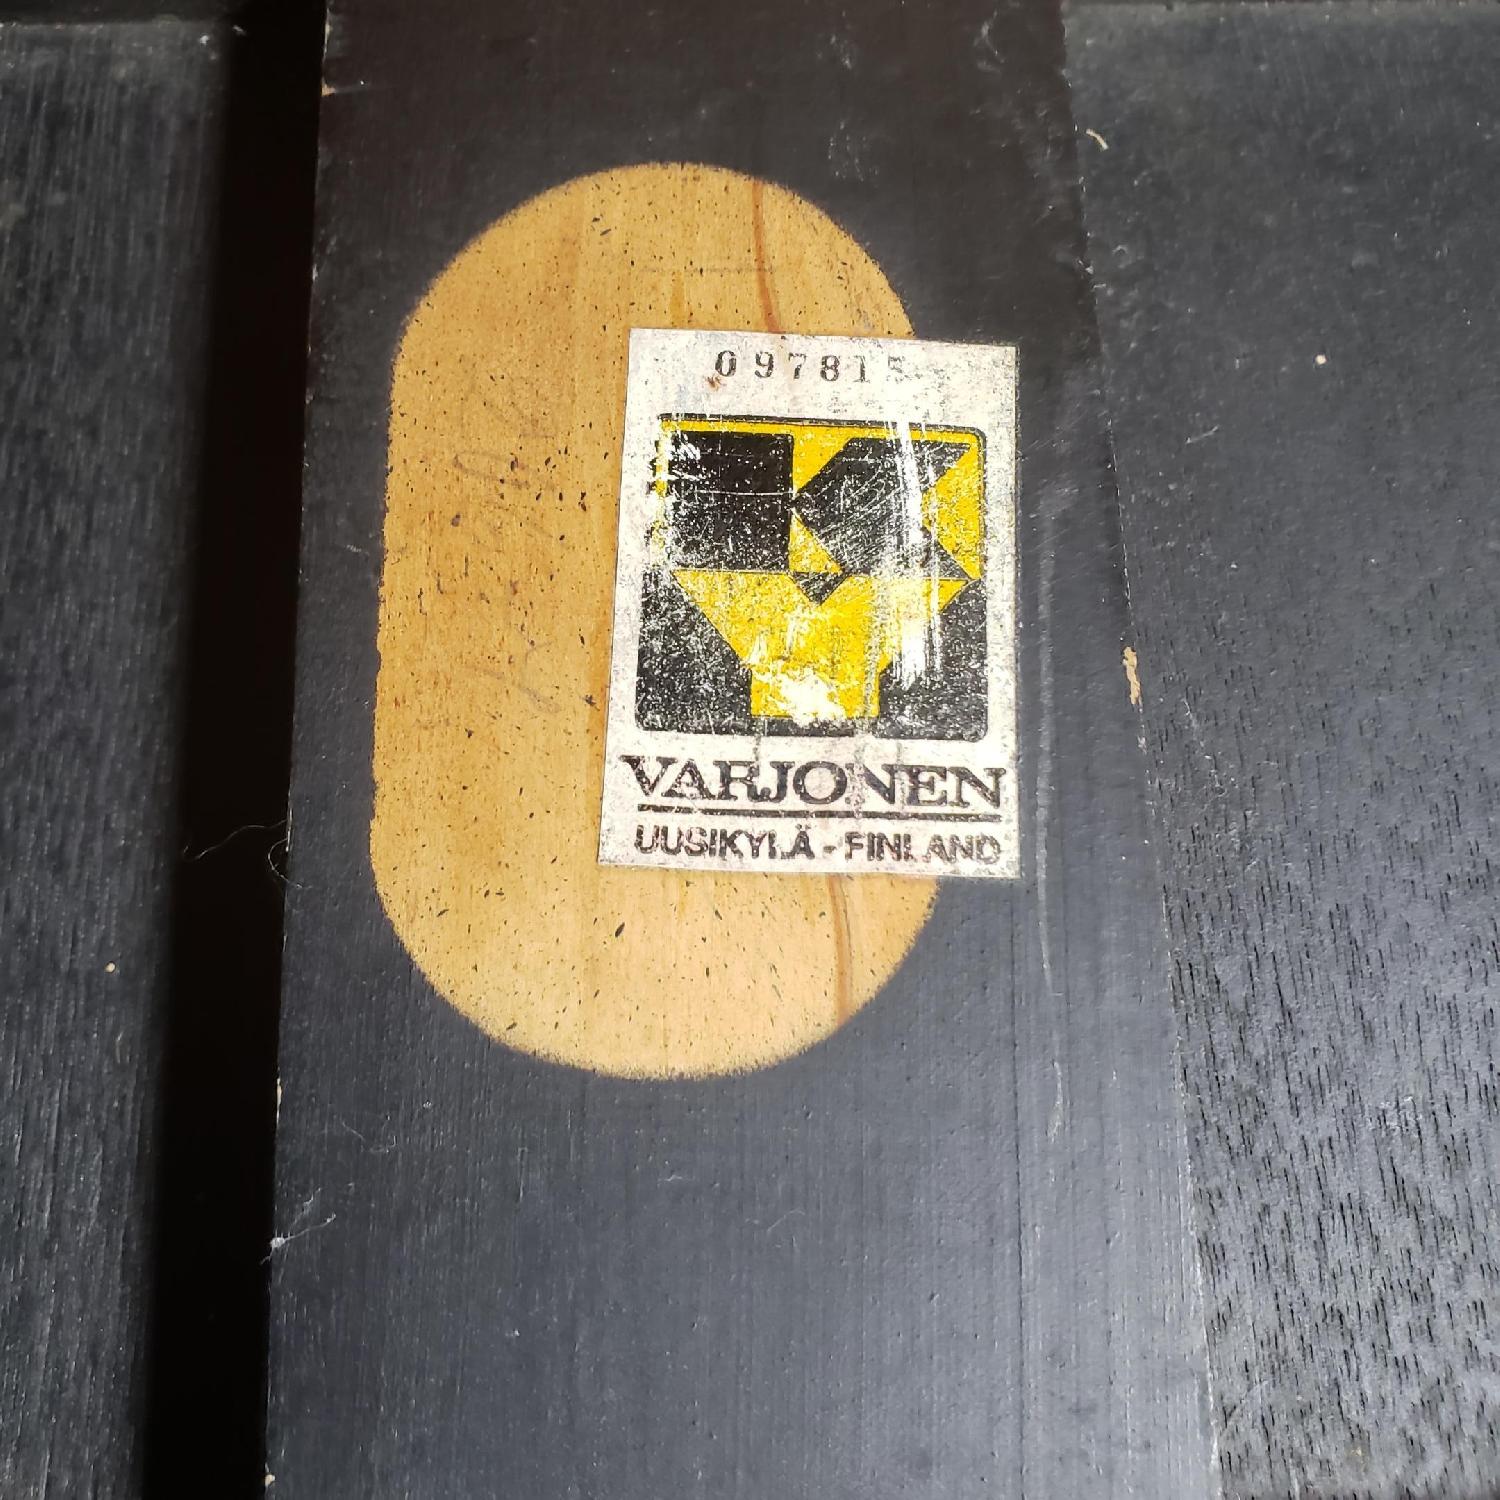 097815
VARJONEN
UUSIKYLÄ - FINLAND